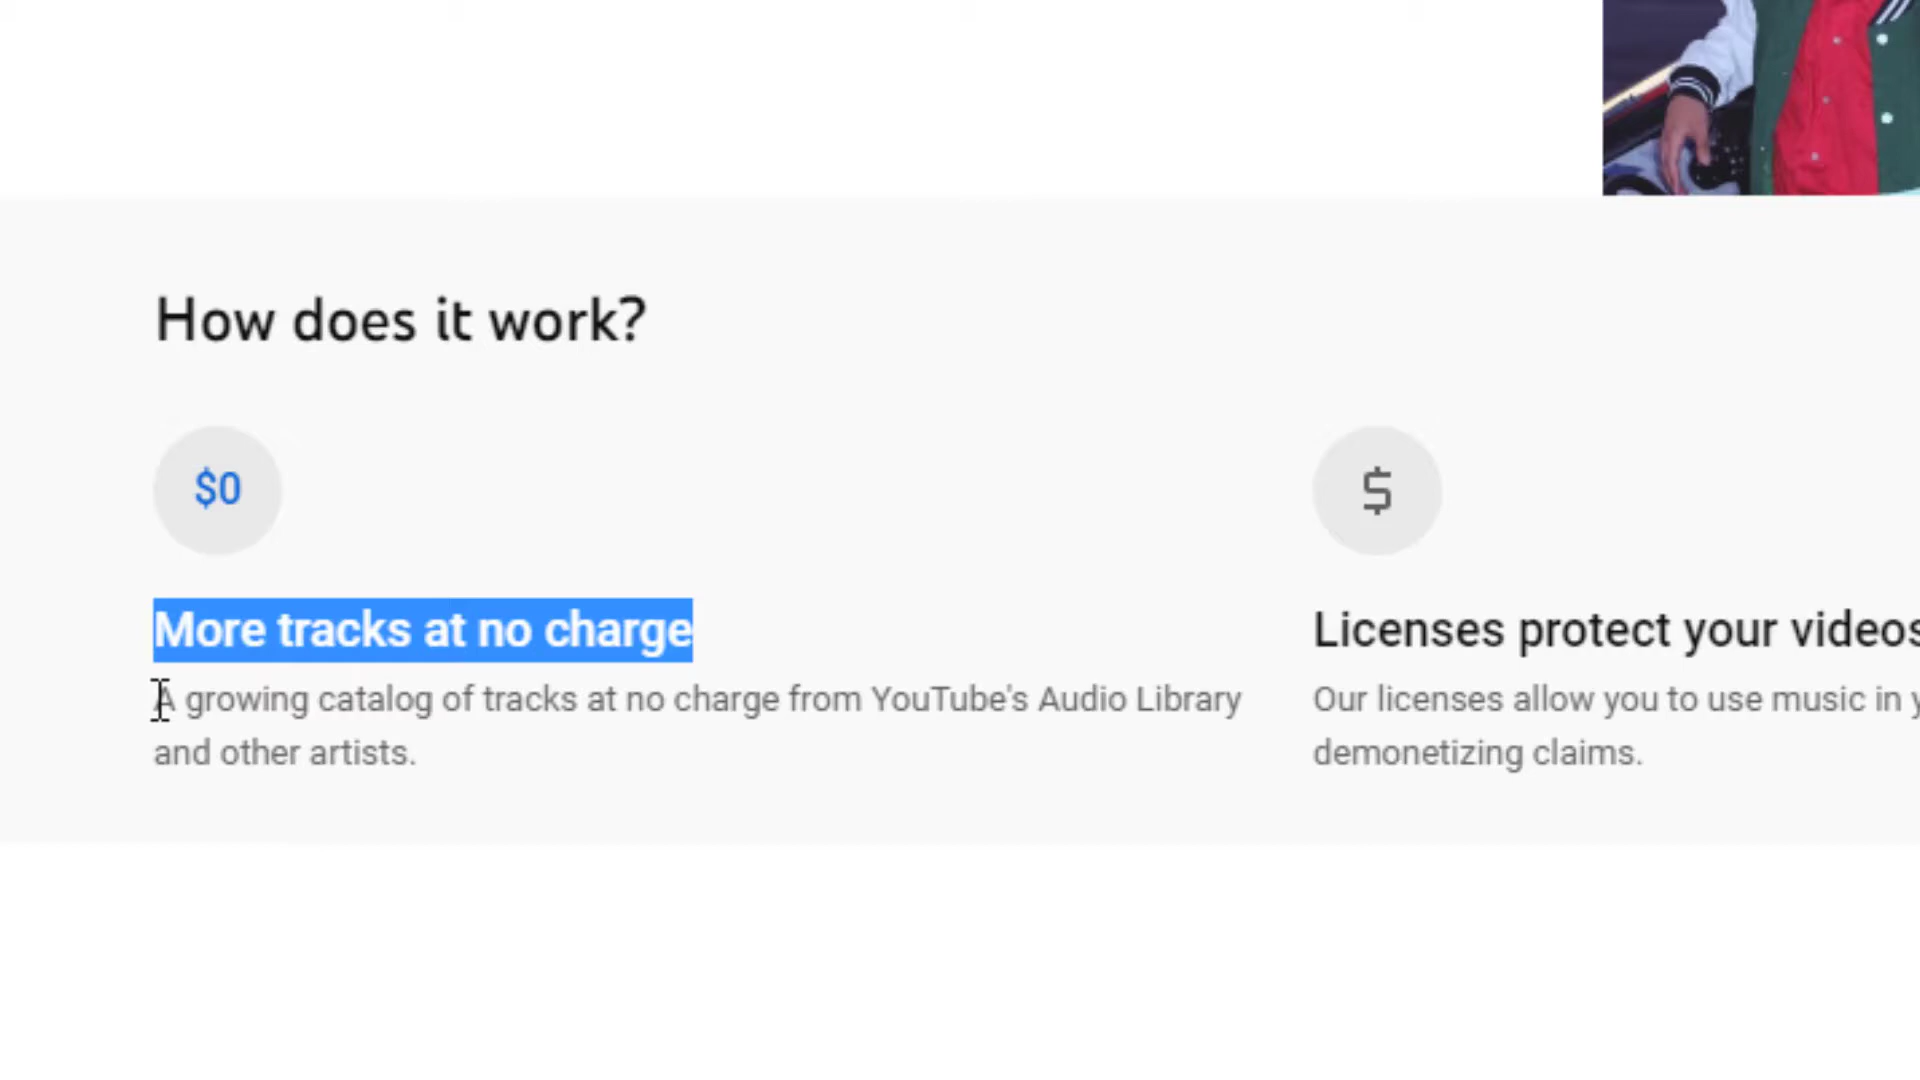 How does it work?
$0
$
More tracks at no charge
Licenses protect your videos
A growing catalog of tracks at no charge from YouTube's Audio Library
and other artists.
Our licenses allow you to use music in
demonetizing claims.